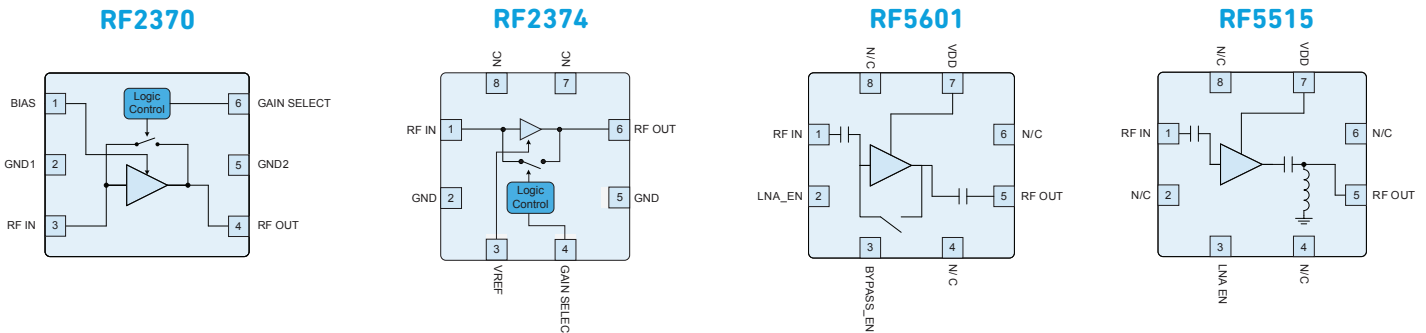 RF2370
BIAS 1
Logic
Control
6 GAIN SELECT
GND1 2
5 GND2
RF IN 3
4 RF OUT
RF2374
NC
NC
8
7
RF IN 1
6 RF OUT
GND 2
Logic
Control
5 GND
3
4
VREF
GAIN SELEC
RF5601
N/C
VDD
8
7
RF IN 1
6 N/C
LNA_EN 2
5 RF OUT
3
4
BYPASS_EN
N/C
RF5515
N/C
VDD
8
7
RF IN 1
6 N/C
N/C 2
5 RF OUT
3
4
LNA EN
N/C